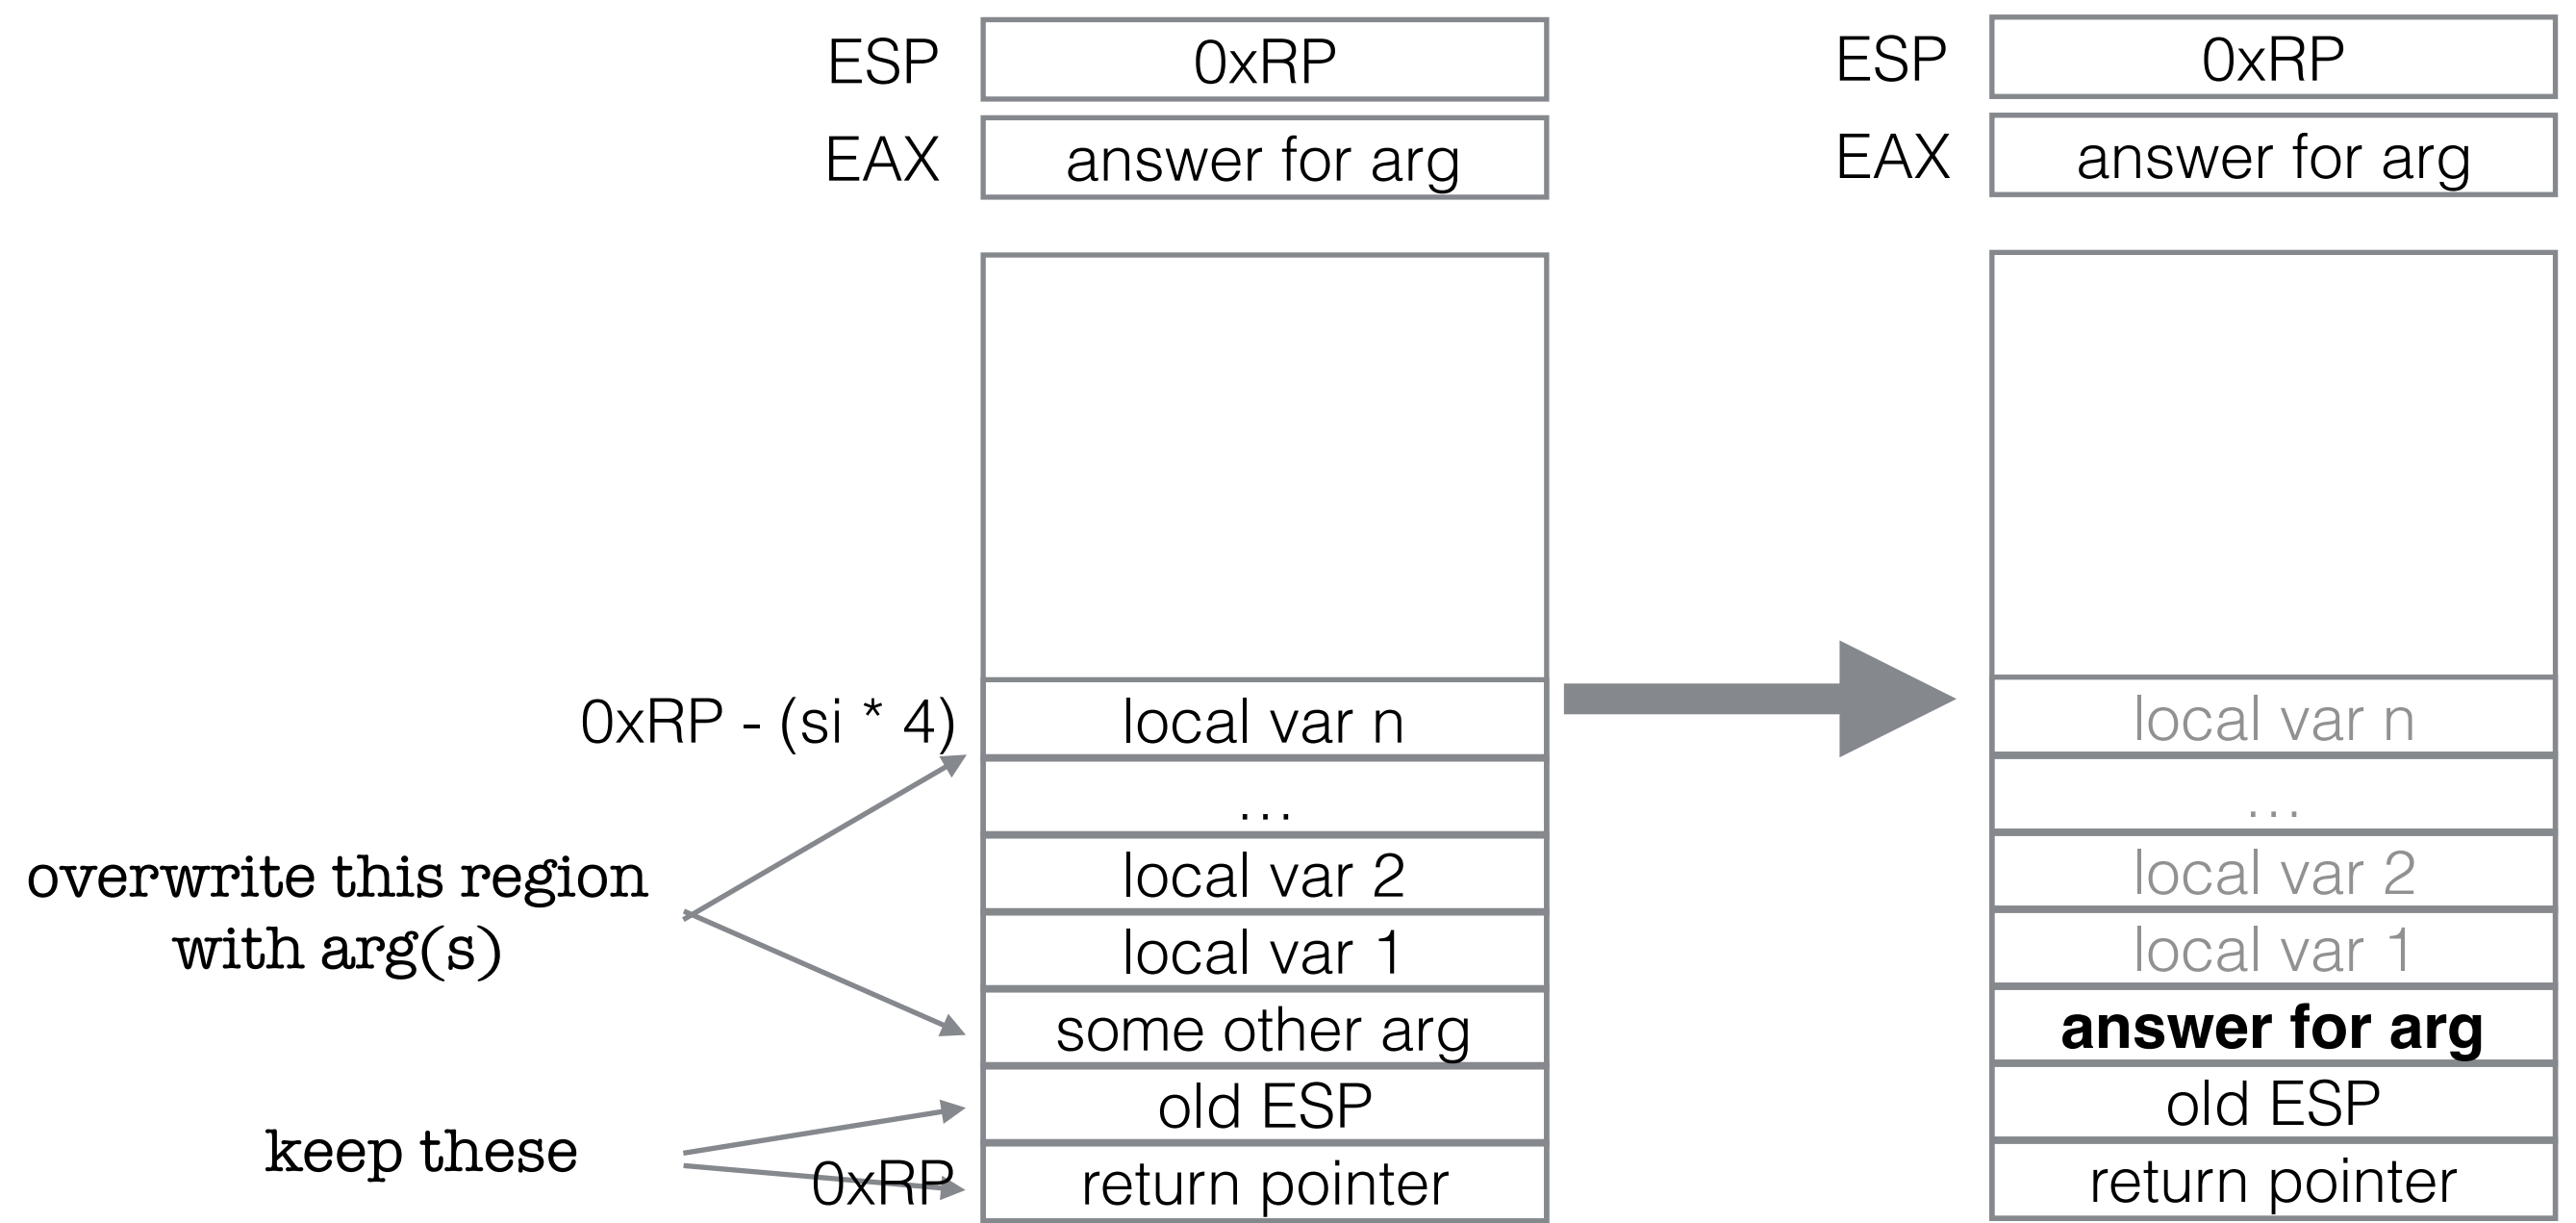 ESP 0xRP
EAX answer for arg
0xRP - (si * 4) local var n
...
local var 2
overwrite this region
with arg(s)
local var 1
some other arg
old ESP
keep these
0xRP return pointer
ESP 0xRP
EAX answer for arg
local var n
...
local var 2
local var 1
answer for arg
old ESP
return pointer